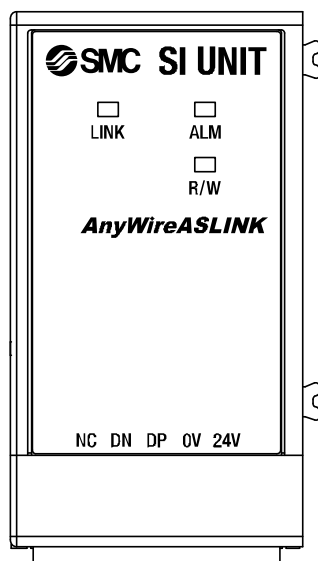 SMC SI UNIT
LINK ALM
R/W
AnyWireASLINK
NC DN DP 0V 24V